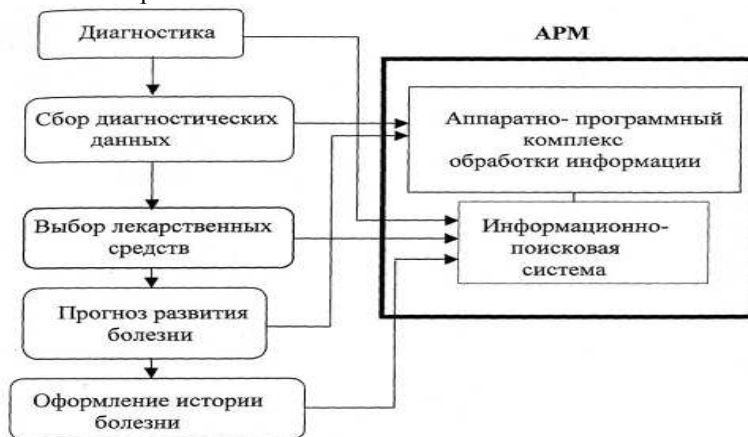 Диагностика
Сбор диагностических
данных
Выбор лекарственных
средств
Прогноз развития
болезни
Оформление истории
болезни
АРМ
Аппаратно- программный
комплекс
обработки информации
Информационно-
поисковая
система